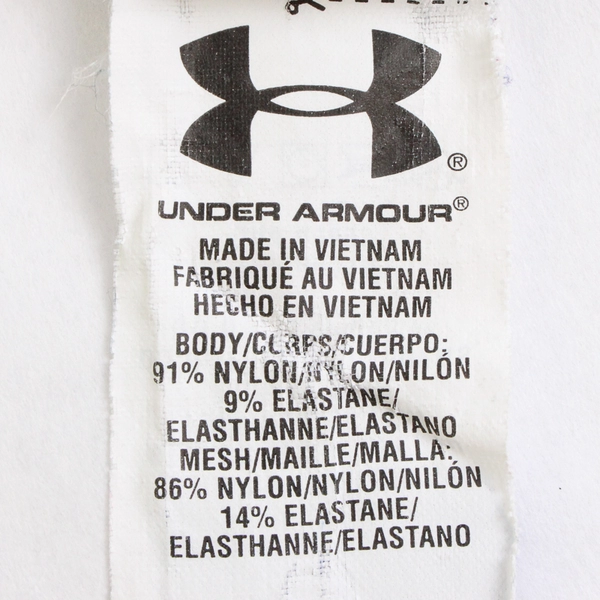 ®
UNDER ARMOUR®
MADE IN VIETNAM
FABRIQUÉ AU VIETNAM
HECHO EN VIETNAM
BODY/CORPS/CUERPO:
91% NYLON/NYLON/NILÓN
9% ELASTANE/
ELASTHANNE/ELASTANO
MESH/MAILLE/MALLA:
86% NYLON/NYLON/NILÓN
14% ELASTANE/
ELASTHANNE/ELASTANO